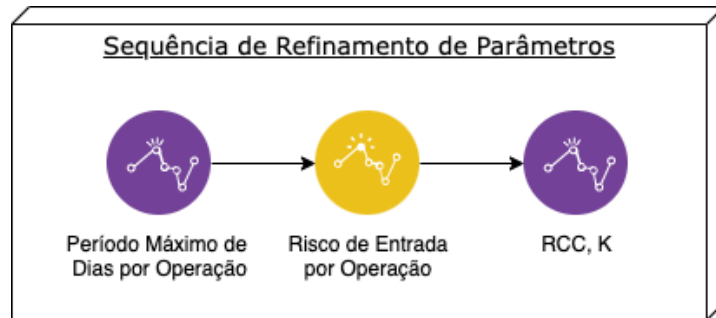 Sequência de Refinamento de Parâmetros
Período Máximo de
Dias por Operação
Risco de Entrada
por Operação
RCC, K